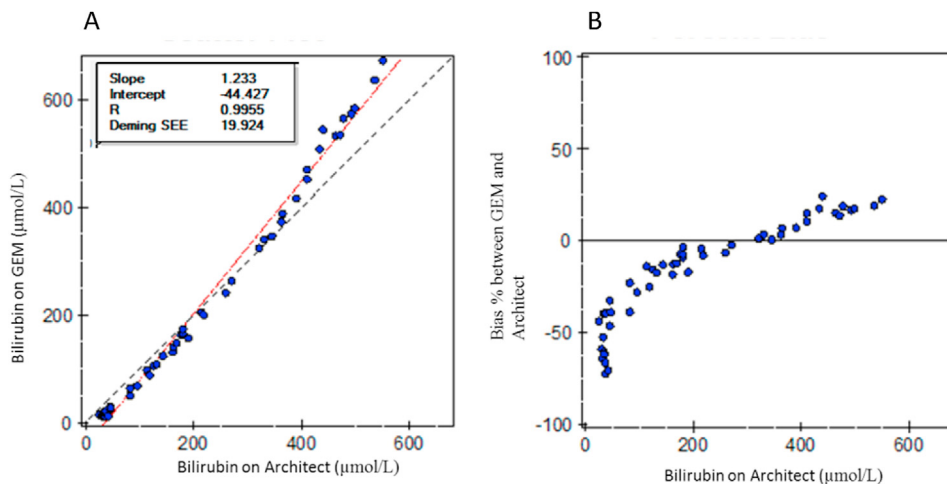 A
B
Slope 1.233
Intercept -44.427
R 0.9955
Deming SEE 19.924
Bilirubin on GEM (µmol/L)
600
400
200
0
0 200 400 600
Bilirubin on Architect (µmol/L)
Bias % between GEM and
Architect
100
50
0
-50
-100
0 200 400 600
Bilirubin on Architect (µmol/L)